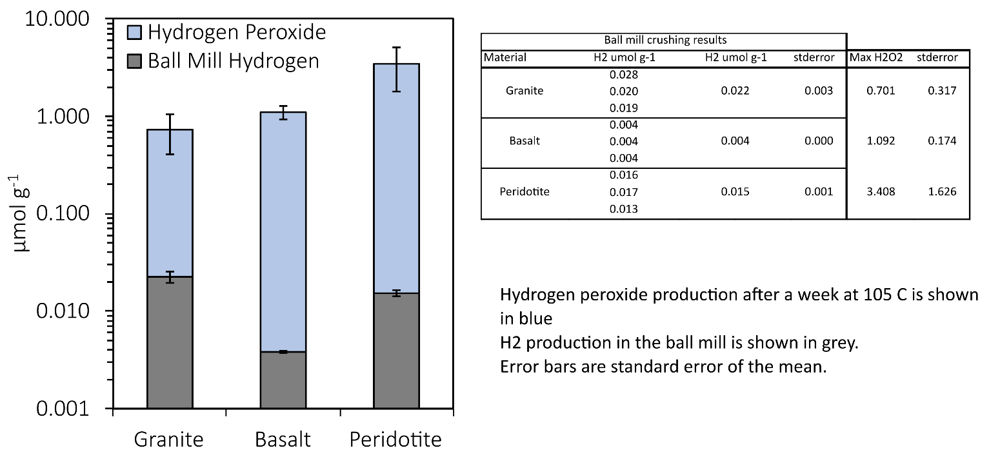 10.000
1.000
0.100
0.010
0.001
µmol g-1
Hydrogen Peroxide
Ball Mill Hydrogen
Granite Basalt Peridotite
Ball mill crushing results
Material H2 umol g-1 H2 umol g-1 stderror Max H2O2 stderror
0.028
Granite 0.020 0.022 0.003 0.701 0.317
0.019
0.004
Basalt 0.004 0.004 0.000 1.092 0.174
0.004
0.016
Peridotite 0.017 0.015 0.001 3.408 1.626
0.013
Hydrogen peroxide production after a week at 105 C is shown
in blue
H2 production in the ball mill is shown in grey.
Error bars are standard error of the mean.